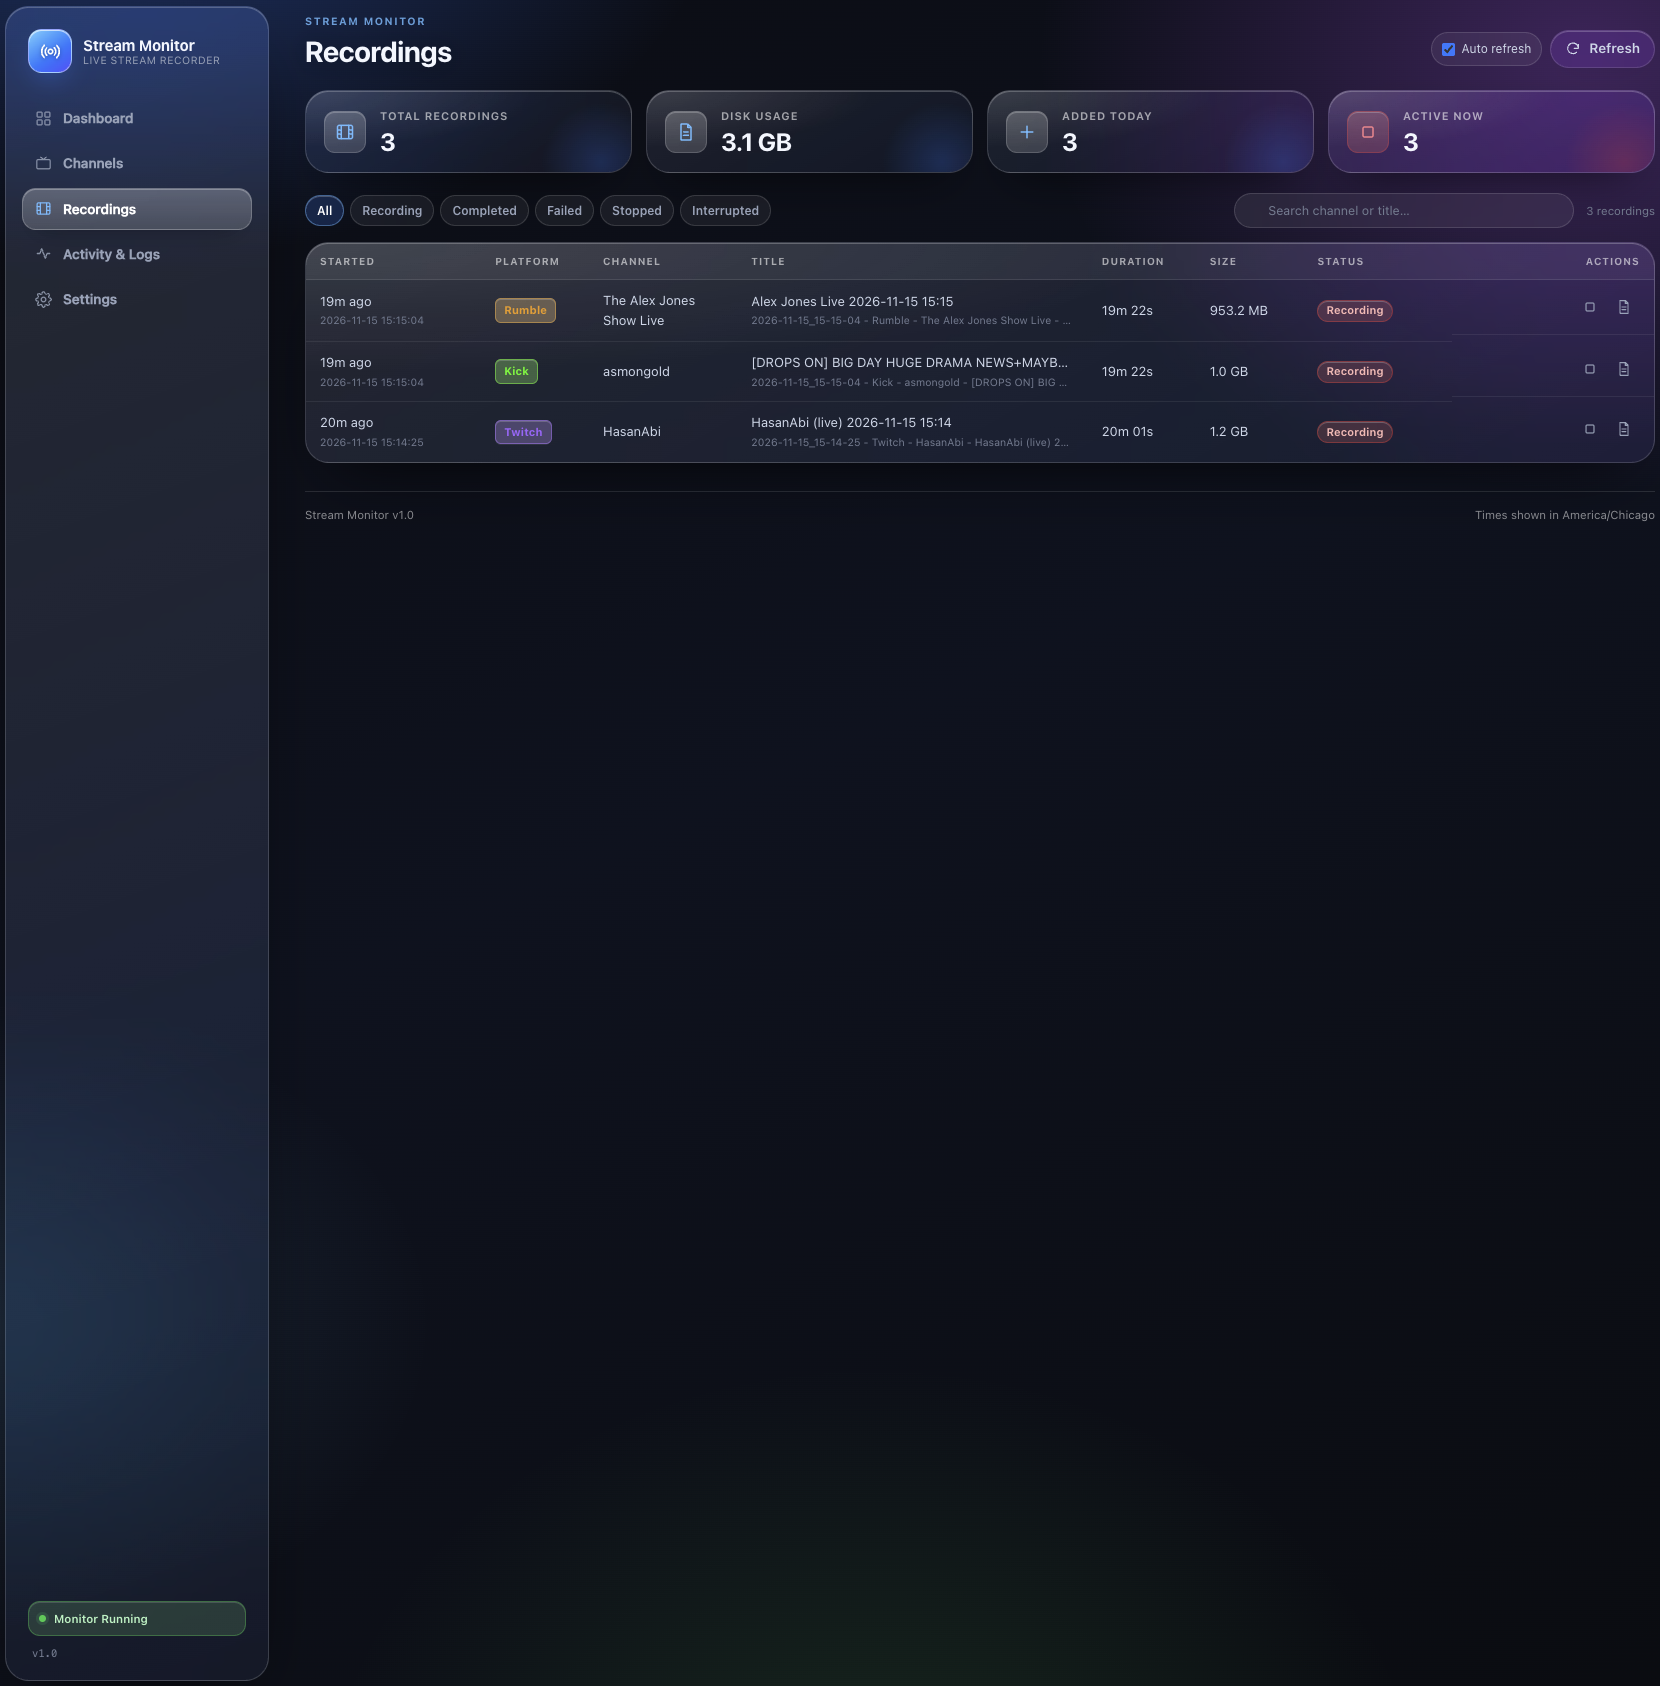 Stream Monitor
LIVE STREAM RECORDER
Dashboard
Channels
Recordings
Activity & Logs
Settings
Monitor Running
v1.0
STREAM MONITOR
Recordings
Auto refresh
Refresh
TOTAL RECORDINGS
3
DISK USAGE
3.1 GB
ADDED TODAY
3
ACTIVE NOW
3
All Recording Completed Failed Stopped Interrupted
Search channel or title...
3 recordings
STARTED PLATFORM CHANNEL TITLE DURATION SIZE STATUS ACTIONS
19m ago
2026-11-15 15:15:04
Rumble
The Alex Jones
Show Live
Alex Jones Live 2026-11-15 15:15
2026-11-15_15-15-04 - Rumble - The Alex Jones Show Live - ...
19m 22s
953.2 MB
Recording
19m ago
2026-11-15 15:15:04
Kick
asmongold
[DROPS ON] BIG DAY HUGE DRAMA NEWS+MAYB...
2026-11-15_15-15-04 - Kick - asmongold - [DROPS ON] BIG ...
19m 22s
1.0 GB
Recording
20m ago
2026-11-15 15:14:25
Twitch
HasanAbi
HasanAbi (live) 2026-11-15 15:14
2026-11-15_15-14-25 - Twitch - HasanAbi - HasanAbi (live) 2...
20m 01s
1.2 GB
Recording
Stream Monitor v1.0
Times shown in America/Chicago